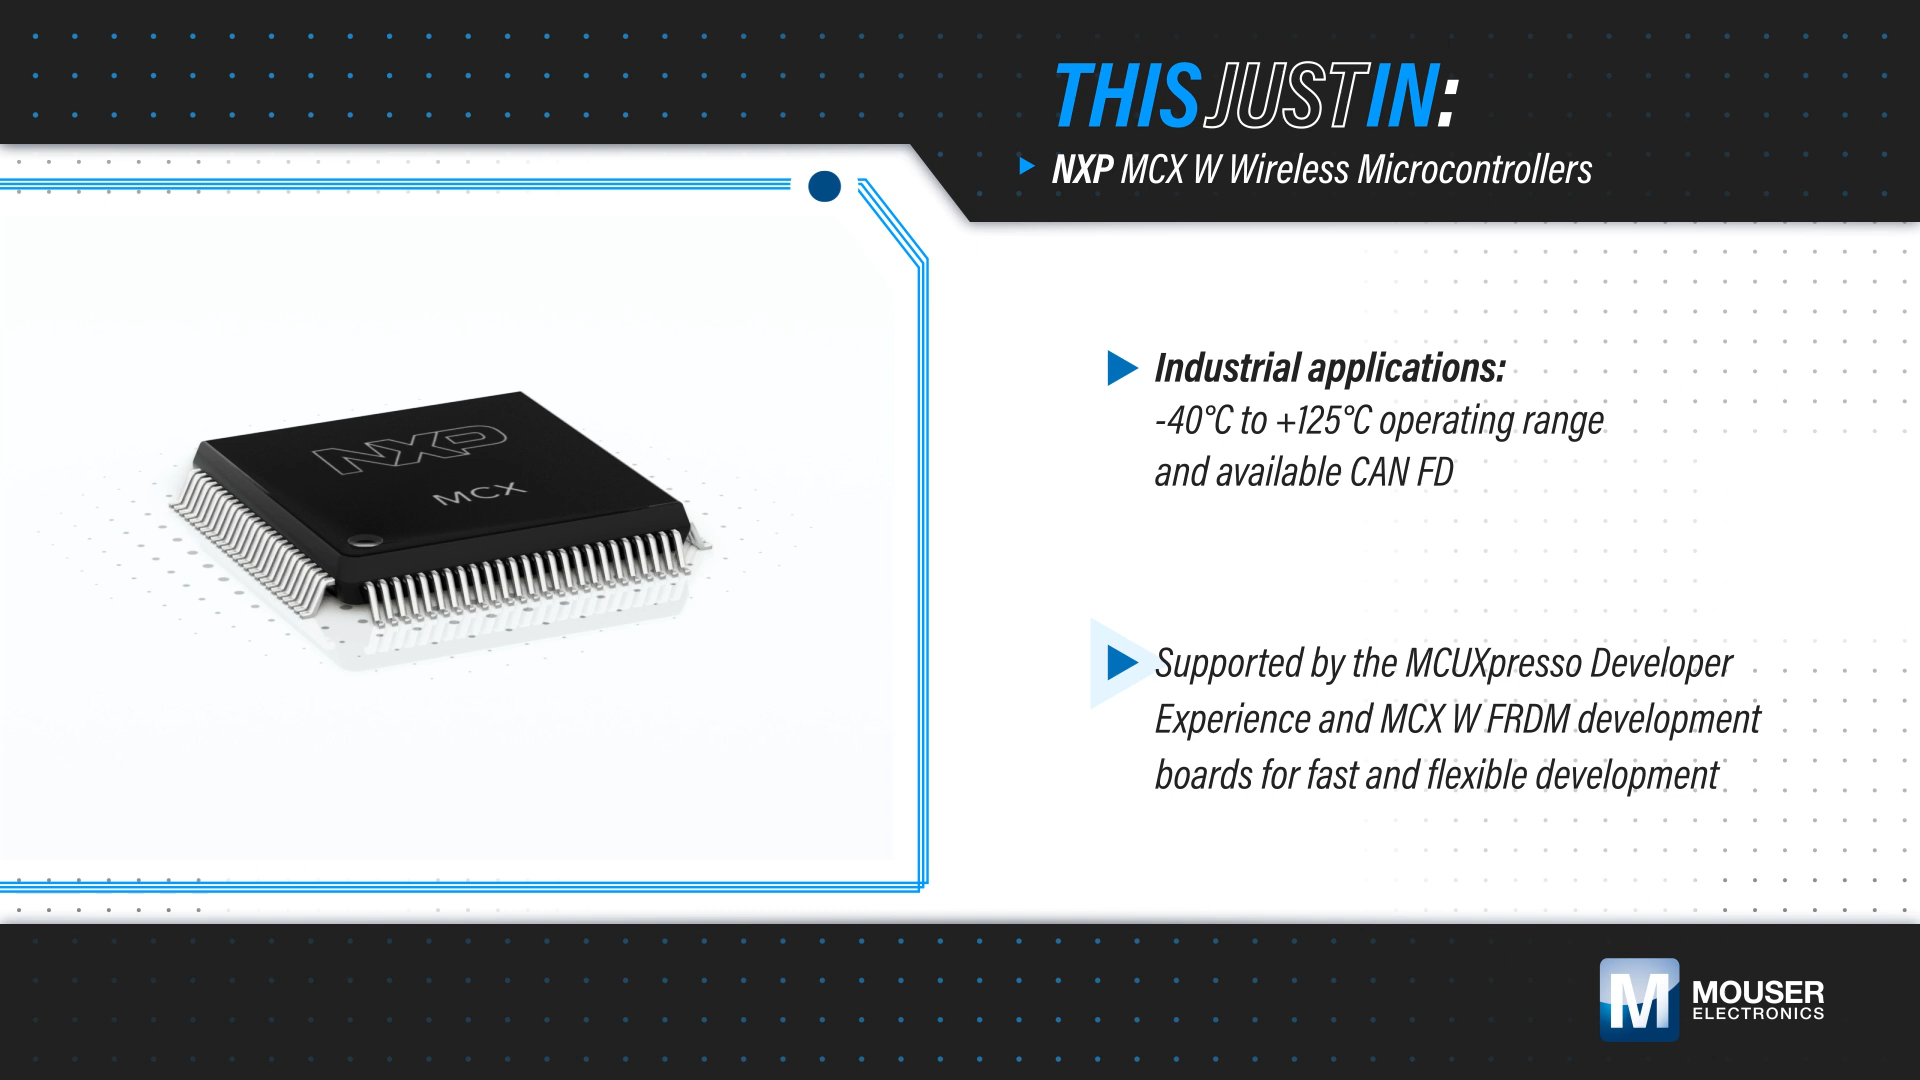 THIS JUST IN:
NXP MCX W Wireless Microcontrollers
NXP
MCX
Industrial applications:
-40°C to +125°C operating range
and available CAN FD
Supported by the MCUXpresso Developer
Experience and MCX W FRDM development
boards for fast and flexible development
M
MOUSER
ELECTRONICS